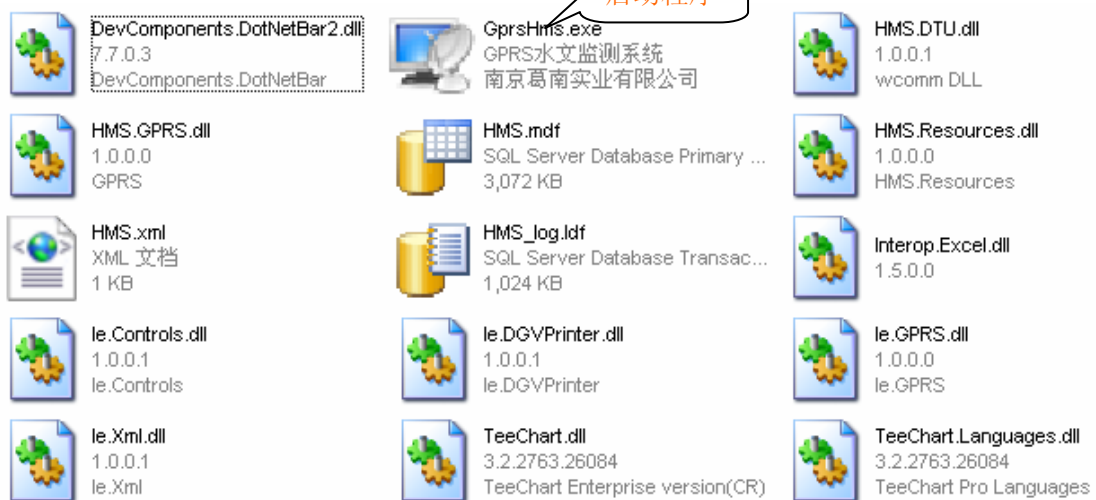 启动程序
DevComponents.DotNetBar2.dll
7.7.0.3
DevComponents.DotNetBar
GprsHms.exe
GPRS水文监测系统
南京葛南实业有限公司
HMS.DTU.dll
1.0.0.1
wcomm DLL
HMS.GPRS.dll
1.0.0.0
GPRS
HMS.mdf
SQL Server Database Primary ...
3,072 KB
HMS.Resources.dll
1.0.0.0
HMS.Resources
HMS.xml
XML 文档
1 KB
HMS_log.ldf
SQL Server Database Transac...
1,024 KB
Interop.Excel.dll
1.5.0.0
le.Controls.dll
1.0.0.1
le.Controls
le.DGVPrinter.dll
1.0.0.1
le.DGVPrinter
le.GPRS.dll
1.0.0.0
le.GPRS
le.Xml.dll
1.0.0.1
le.Xml
TeeChart.dll
3.2.2763.26084
TeeChart Enterprise version(CR)
TeeChart.Languages.dll
3.2.2763.26084
TeeChart Pro Languages